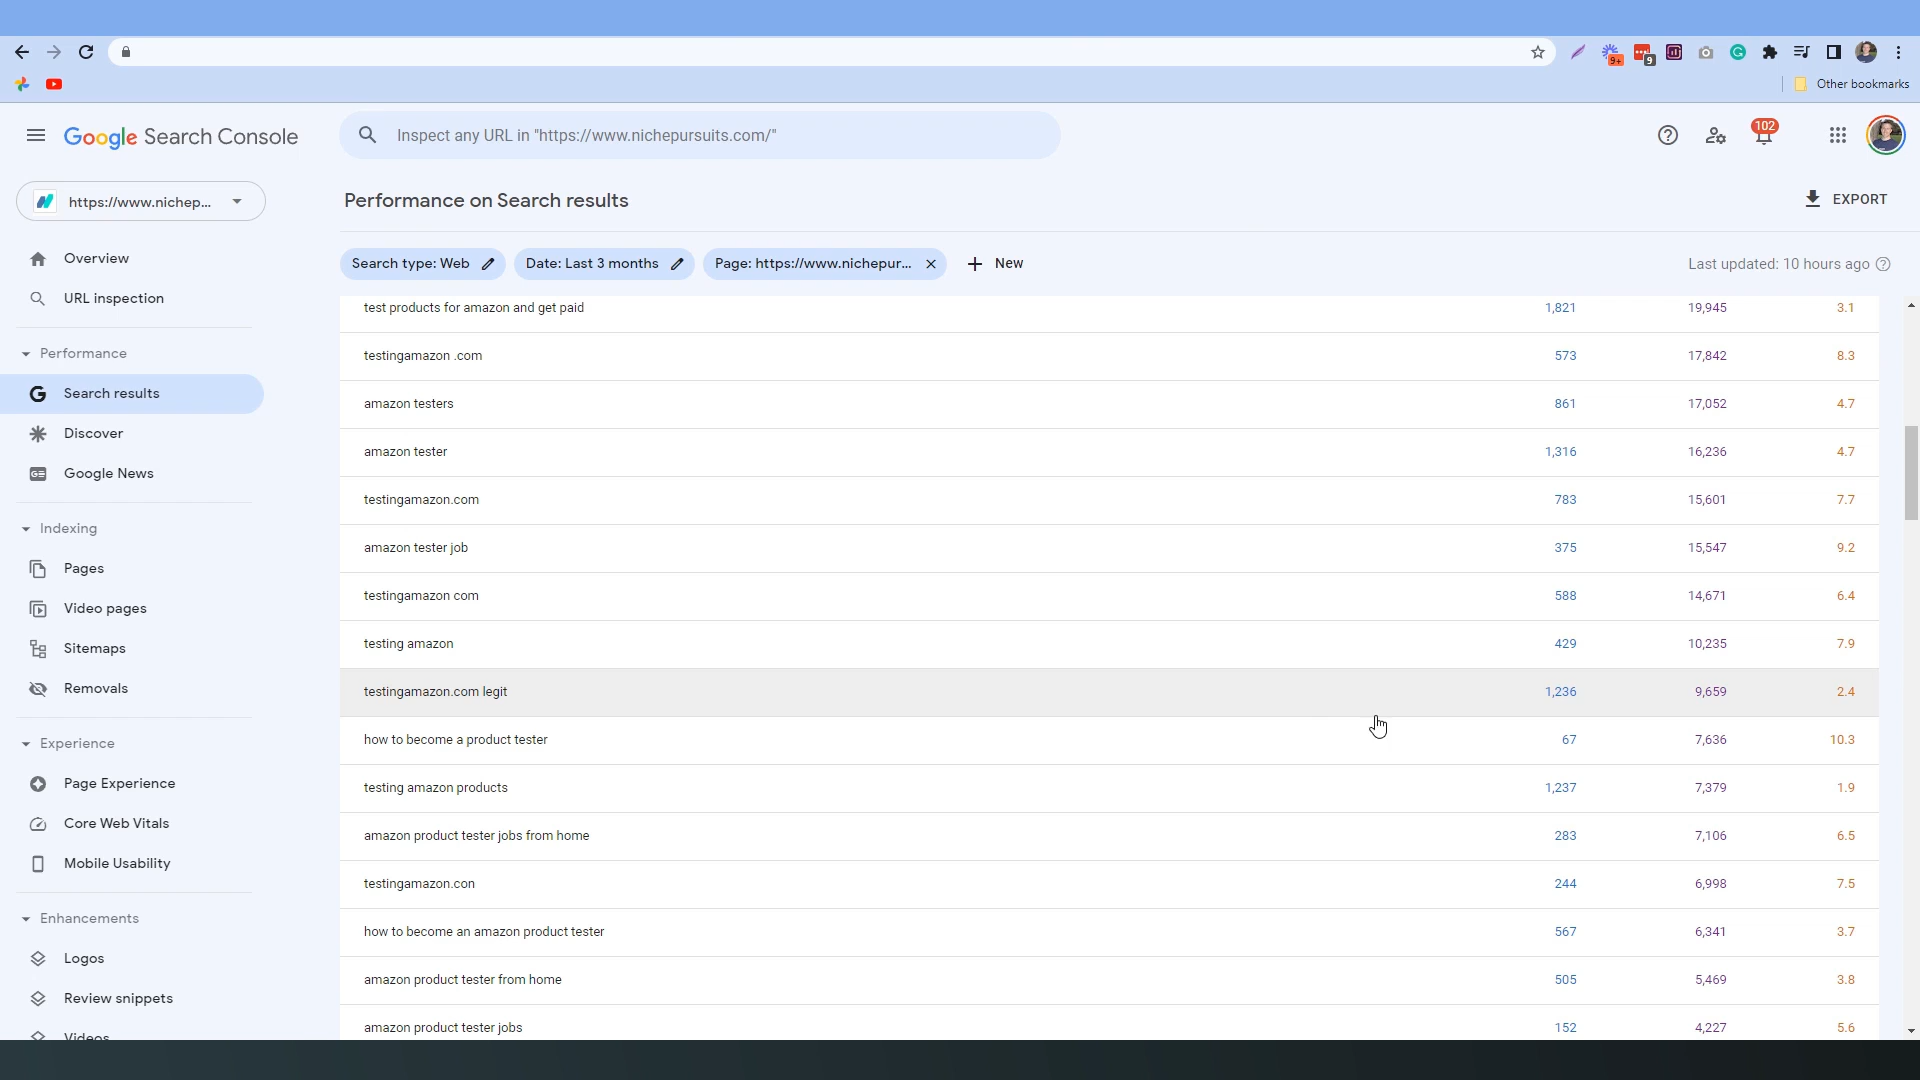 9+
9
Other bookmarks
Google Search Console
Inspect any URL in "https://www.nichepursuits.com/"
102
https://www.nichep...
Performance on Search results
EXPORT
Overview
URL inspection
Search type: Web
Date: Last 3 months
Page: https://www.nichepur...
New
Last updated: 10 hours ago
Performance
Search results
Discover
Google News
Indexing
Pages
Video pages
Sitemaps
Removals
Experience
Page Experience
Core Web Vitals
Mobile Usability
Enhancements
Logos
Review snippets
Videos
test products for amazon and get paid 1,821 19,945 3.1
testingamazon .com 573 17,842 8.3
amazon testers 861 17,052 4.7
amazon tester 1,316 16,236 4.7
testingamazon.com 783 15,601 7.7
amazon tester job 375 15,547 9.2
testingamazon com 588 14,671 6.4
testing amazon 429 10,235 7.9
testingamazon.com legit 1,236 9,659 2.4
how to become a product tester 67 7,636 10.3
testing amazon products 1,237 7,379 1.9
amazon product tester jobs from home 283 7,106 6.5
testingamazon.con 244 6,998 7.5
how to become an amazon product tester 567 6,341 3.7
amazon product tester from home 505 5,469 3.8
amazon product tester jobs 152 4,227 5.6